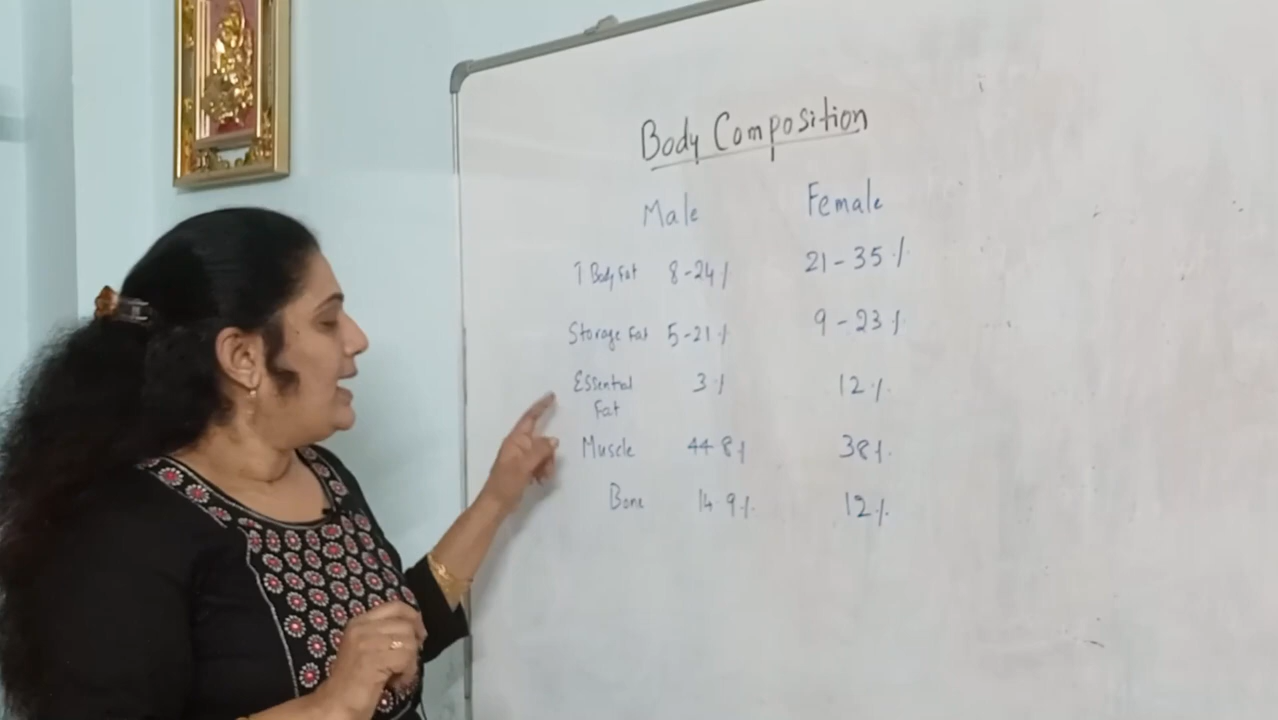 Body Composition
Male Female
T Body Fat 8-24% 21-35%
Storage Fat 5-21% 9-23%
Essential 3% 12%
Fat
Muscle 44.8% 38%
Bone 14.9% 12%